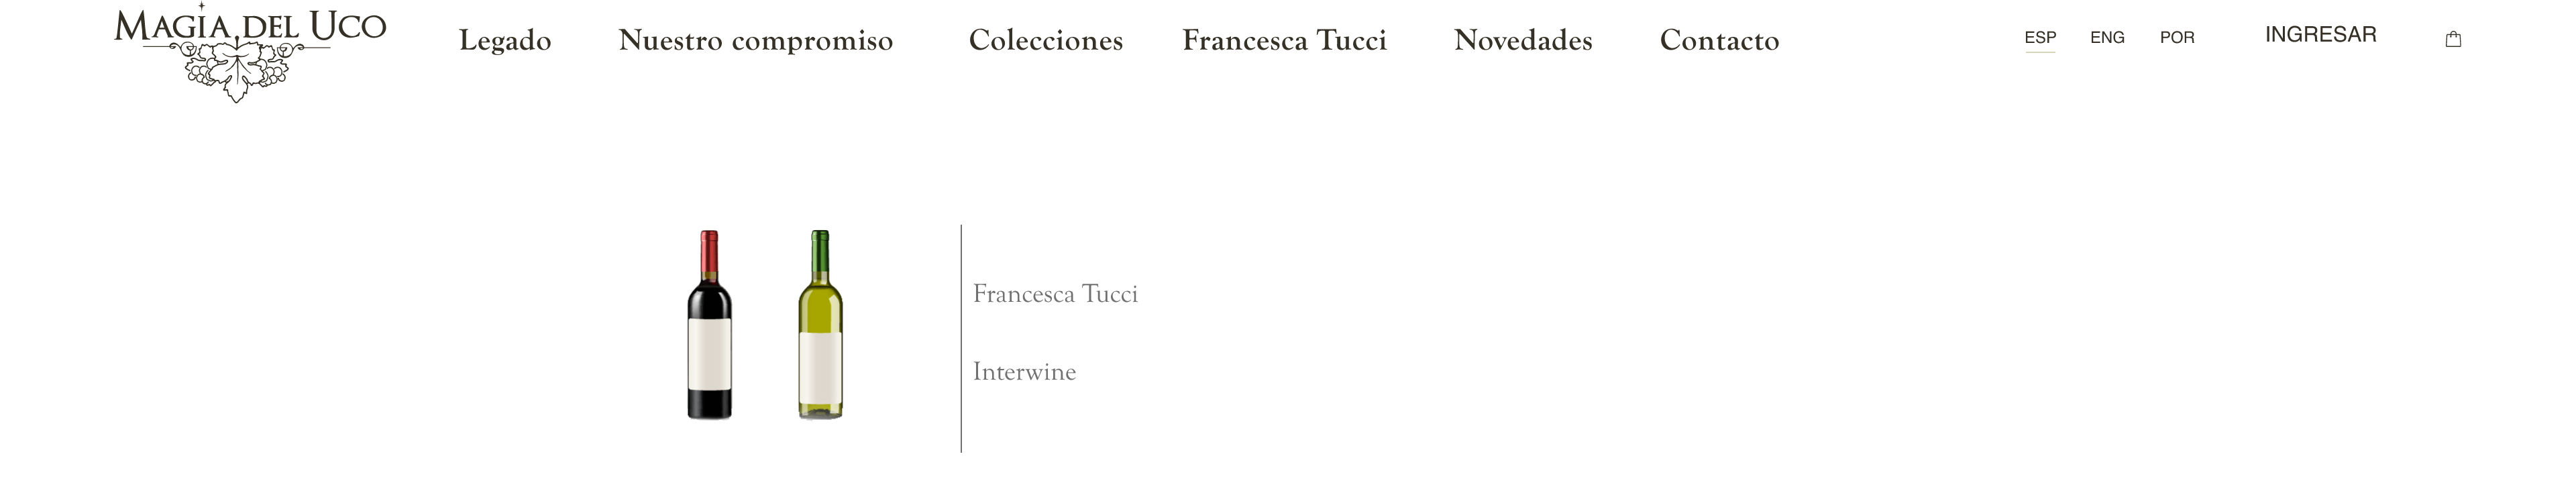 MAGIA DEL UCO
Legado
Nuestro compromiso
Colecciones
Francesca Tucci
Novedades
Contacto
ESP
ENG
POR
INGRESAR
Francesca Tucci
Interwine